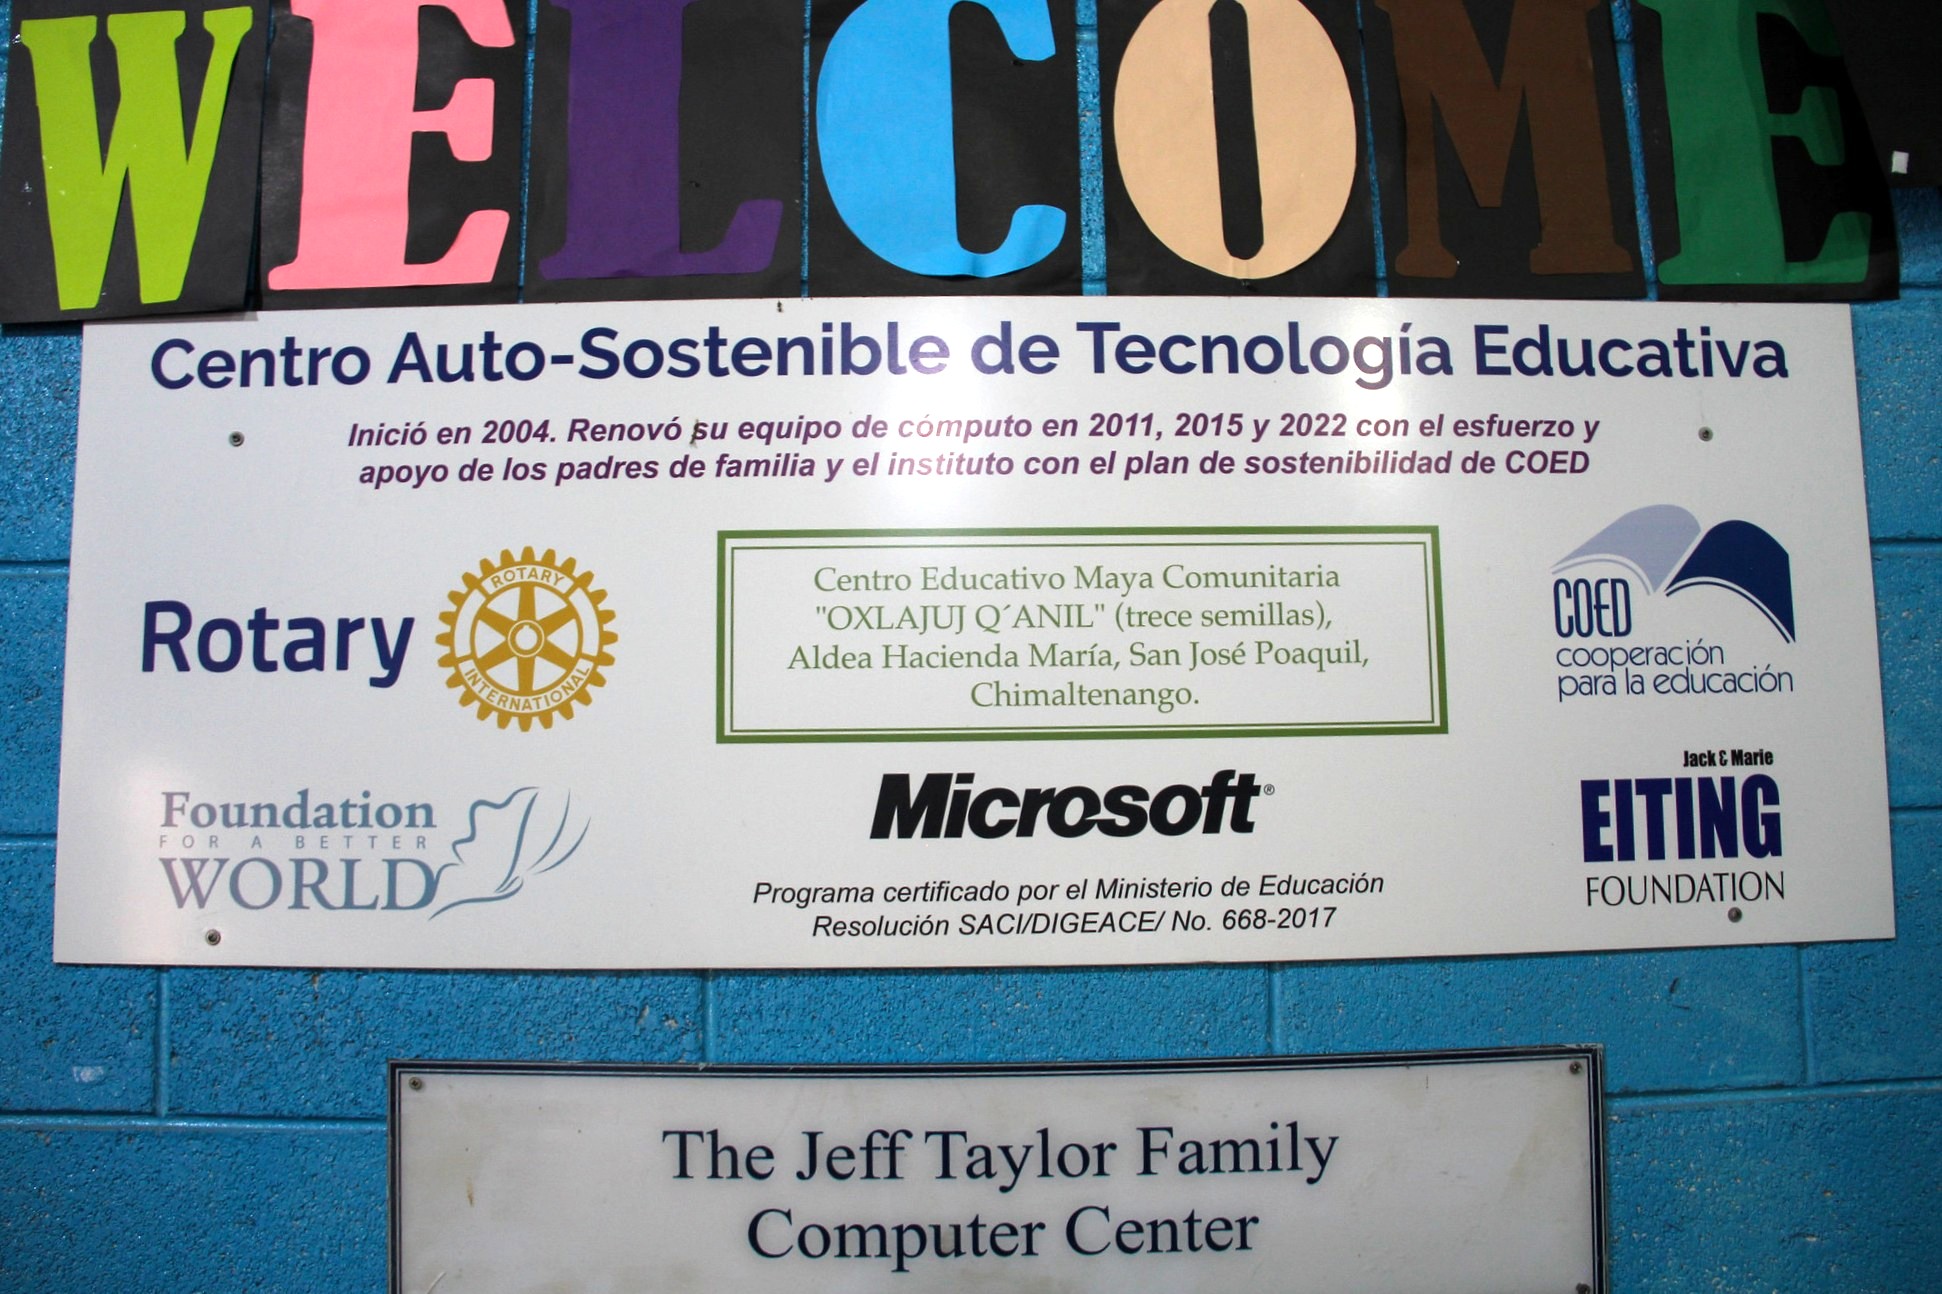 WELCOME
Centro Auto-Sostenible de Tecnología Educativa
Inició en 2004. Renovó su equipo de cómputo en 2011, 2015 y 2022 con el esfuerzo y
apoyo de los padres de familia y el instituto con el plan de sostenibilidad de COED
Rotary
ROTARY
INTERNATIONAL
Centro Educativo Maya Comunitaria
"OXLAJUJ Q´ANIL" (trece semillas),
Aldea Hacienda María, San José Poaquil,
Chimaltenango.
COED
cooperación
para la educación
Foundation
FOR A BETTER
WORLD
Microsoft®
Jack & Marie
EITING
FOUNDATION
Programa certificado por el Ministerio de Educación
Resolución SACI/DIGEACE/ No. 668-2017
The Jeff Taylor Family
Computer Center